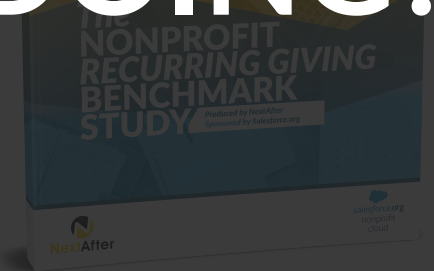 DOING.
The
NONPROFIT
RECURRING GIVING
BENCHMARK
STUDY
Produced by NextAfter
Sponsored by Salesforce.org
NextAfter
salesforce.org
nonprofit
cloud